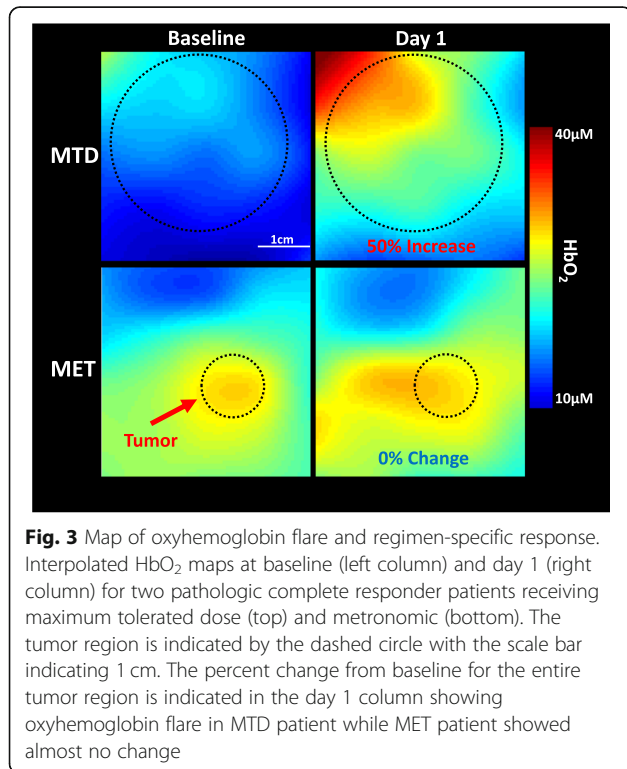 Baseline
Day 1
MTD
40µM
1cm
50% Increase
HbO₂
MET
Tumor
10µM
0% Change
Fig. 3 Map of oxyhemoglobin flare and regimen-specific response.
Interpolated HbO₂ maps at baseline (left column) and day 1 (right
column) for two pathologic complete responder patients receiving
maximum tolerated dose (top) and metronomic (bottom). The
tumor region is indicated by the dashed circle with the scale bar
indicating 1 cm. The percent change from baseline for the entire
tumor region is indicated in the day 1 column showing
oxyhemoglobin flare in MTD patient while MET patient showed
almost no change